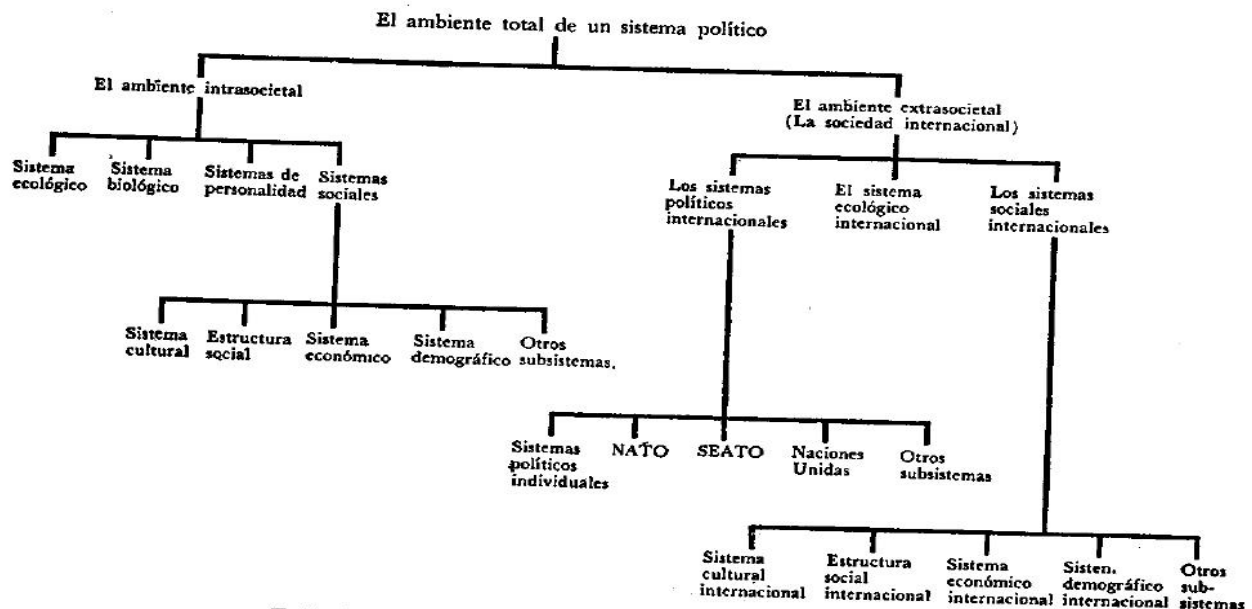 El ambiente total de un sistema político
El ambiente intrasocietal
El ambiente extrasocietal
(La sociedad internacional)
Sistema
ecológico
Sistema
biológico
Sistemas de
personalidad
Sistemas
sociales
Los sistemas
políticos
internacionales
El sistema
ecológico
internacional
Los sistemas
sociales
internacionales
Sistema
cultural
Estructura
social
Sistema
económico
Sistema
demográfico
Otros
subsistemas.
Sistemas
políticos
individuales
NATO
SEATO
Naciones
Unidas
Otros
subsistemas
Sistema
cultural
internacional
Estructura
social
internacional
Sistema
económico
internacional
Sisten.
demográfico
internacional
Otros
sub-
sistemas